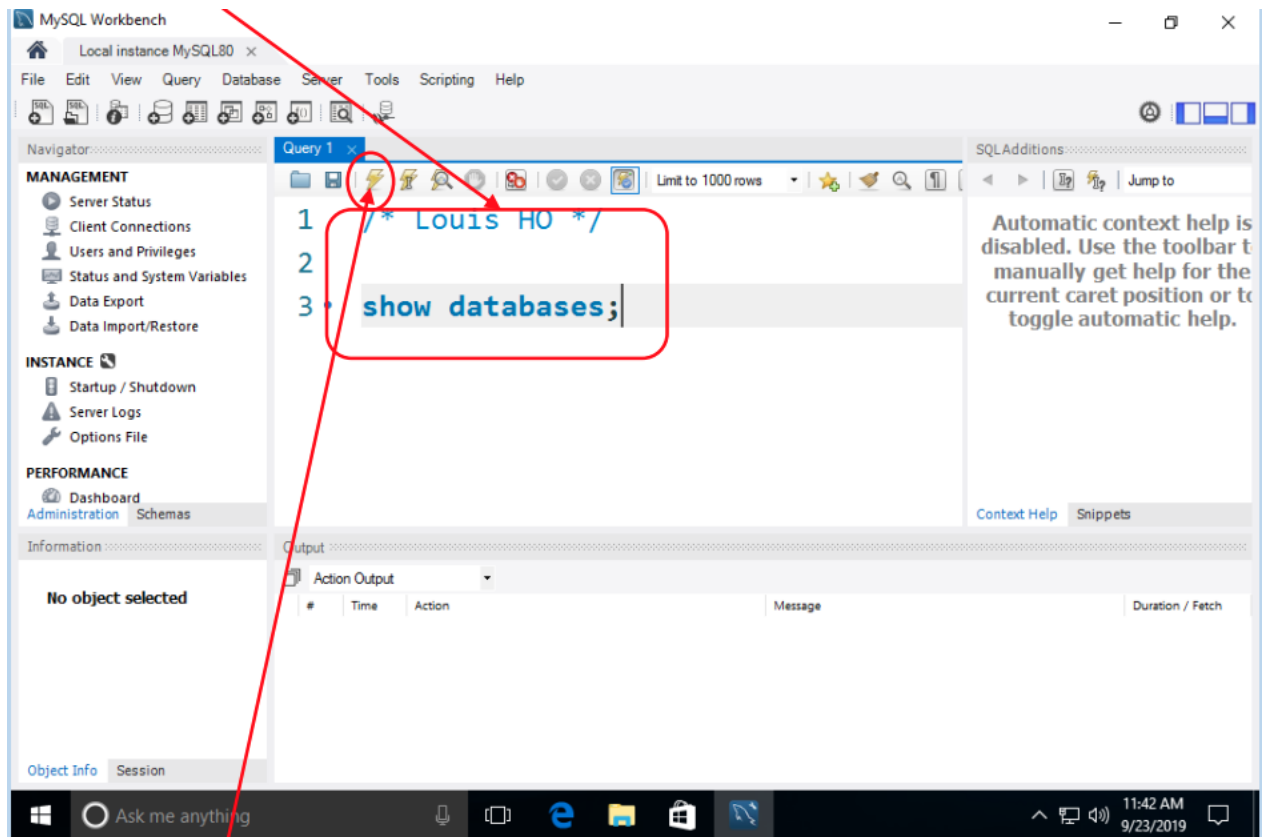 MySQL Workbench
Local instance MySQL80
File Edit View Query Database Server Tools Scripting Help
Navigator
MANAGEMENT
Server Status
Client Connections
Users and Privileges
Status and System Variables
Data Export
Data Import/Restore
INSTANCE
Startup / Shutdown
Server Logs
Options File
PERFORMANCE
Dashboard
Administration Schemas
Query 1
Limit to 1000 rows
1 /* Louis HO */
2
3 show databases;
SQLAdditions
Jump to
Automatic context help is
disabled. Use the toolbar t
manually get help for the
current caret position or to
toggle automatic help.
Context Help Snippets
Information
No object selected
Object Info Session
Output
Action Output
# Time Action Message Duration / Fetch
Ask me anything
11:42 AM
9/23/2019